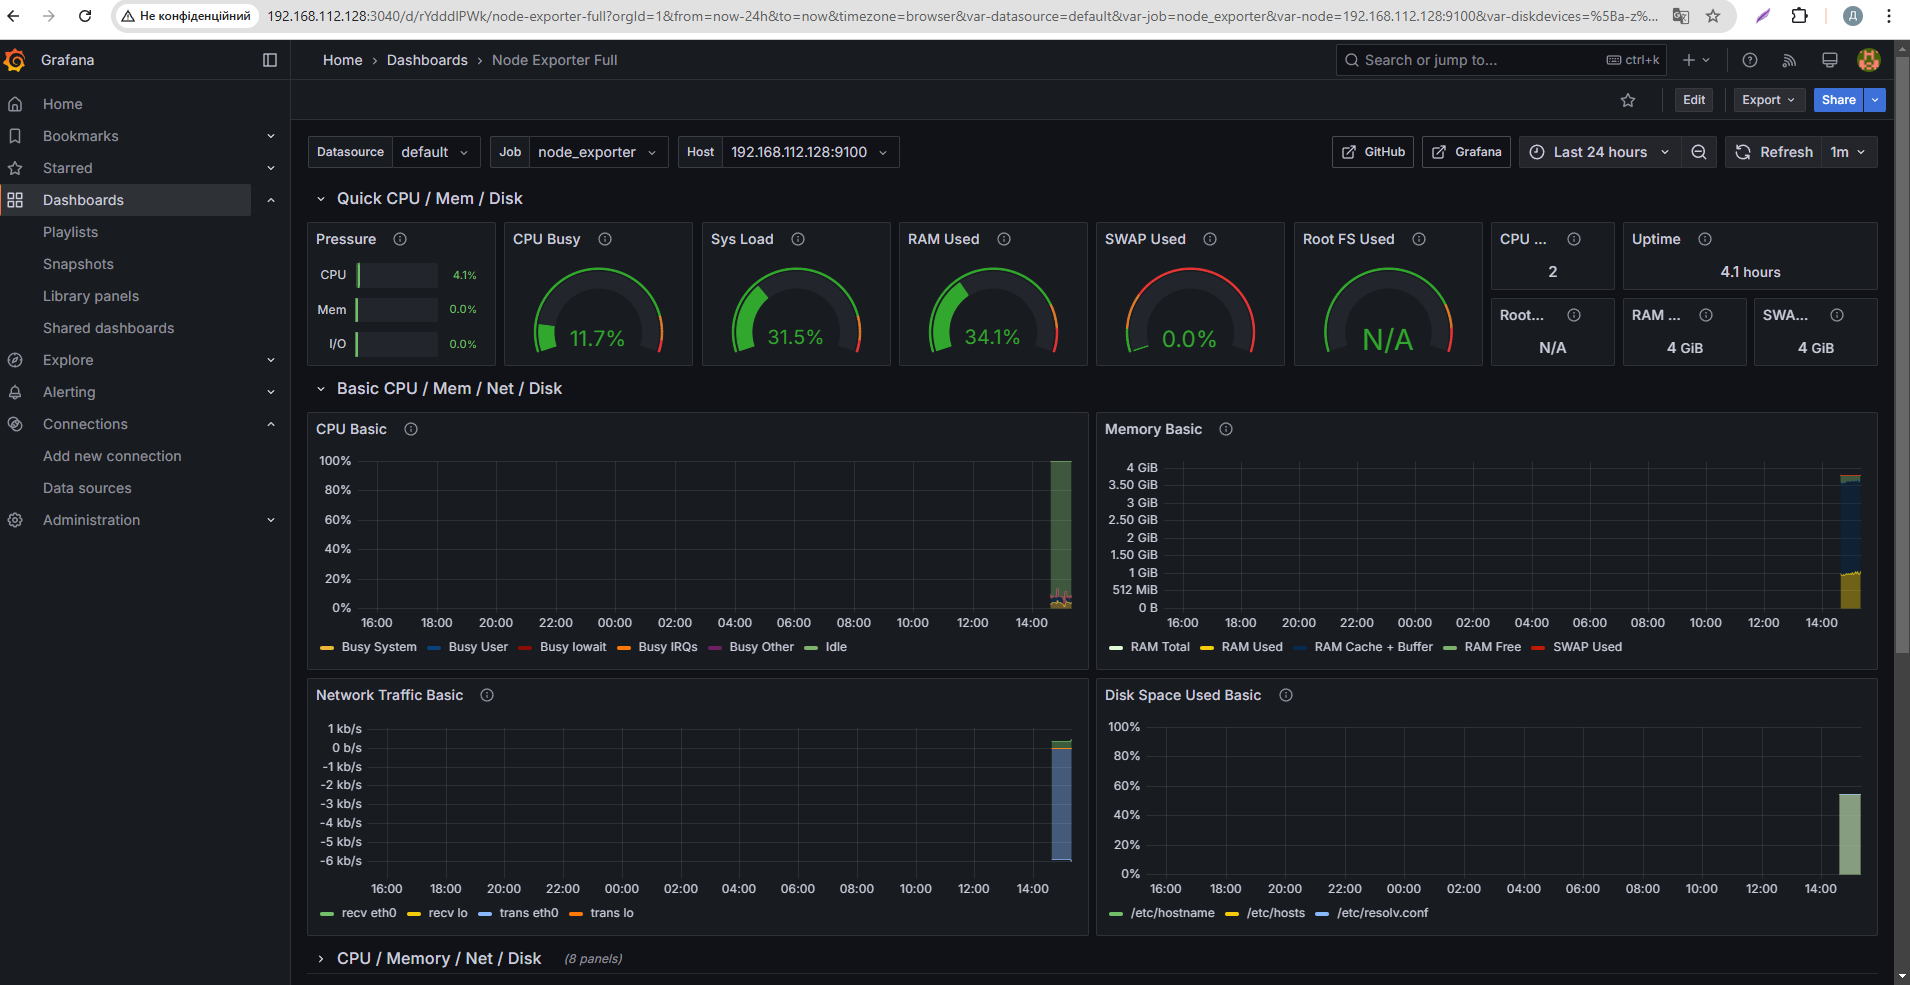 Не конфіденційний
192.168.112.128:3040/d/rYdddlPWk/node-exporter-full?orgId=1&from=now-24h&to=now&timezone=browser&var-datasource=default&var-job=node_exporter&var-node=192.168.112.128:9100&var-diskdevices=%5Ba-z%...
Д
Grafana
Home › Dashboards › Node Exporter Full
Search or jump to...
ctrl+k
Home
Bookmarks
Starred
Dashboards
Playlists
Snapshots
Library panels
Shared dashboards
Explore
Alerting
Connections
Add new connection
Data sources
Administration
Edit
Export
Share
Datasource default
Job node_exporter
Host 192.168.112.128:9100
GitHub
Grafana
Last 24 hours
Refresh
1m
Quick CPU / Mem / Disk
Pressure
CPU 4.1%
Mem 0.0%
I/O 0.0%
CPU Busy
11.7%
Sys Load
31.5%
RAM Used
34.1%
SWAP Used
0.0%
Root FS Used
N/A
CPU ...
2
Uptime
4.1 hours
Root...
N/A
RAM ...
4 GiB
SWA...
4 GiB
Basic CPU / Mem / Net / Disk
CPU Basic
100%
80%
60%
40%
20%
0%
16:00 18:00 20:00 22:00 00:00 02:00 04:00 06:00 08:00 10:00 12:00 14:00
Busy System Busy User Busy Iowait Busy IRQs Busy Other Idle
Memory Basic
4 GiB
3.50 GiB
3 GiB
2.50 GiB
2 GiB
1.50 GiB
1 GiB
512 MiB
0 B
16:00 18:00 20:00 22:00 00:00 02:00 04:00 06:00 08:00 10:00 12:00 14:00
RAM Total RAM Used RAM Cache + Buffer RAM Free SWAP Used
Network Traffic Basic
1 kb/s
0 b/s
-1 kb/s
-2 kb/s
-3 kb/s
-4 kb/s
-5 kb/s
-6 kb/s
16:00 18:00 20:00 22:00 00:00 02:00 04:00 06:00 08:00 10:00 12:00 14:00
recv eth0 recv lo trans eth0 trans lo
Disk Space Used Basic
100%
80%
60%
40%
20%
0%
16:00 18:00 20:00 22:00 00:00 02:00 04:00 06:00 08:00 10:00 12:00 14:00
/etc/hostname /etc/hosts /etc/resolv.conf
CPU / Memory / Net / Disk (8 panels)